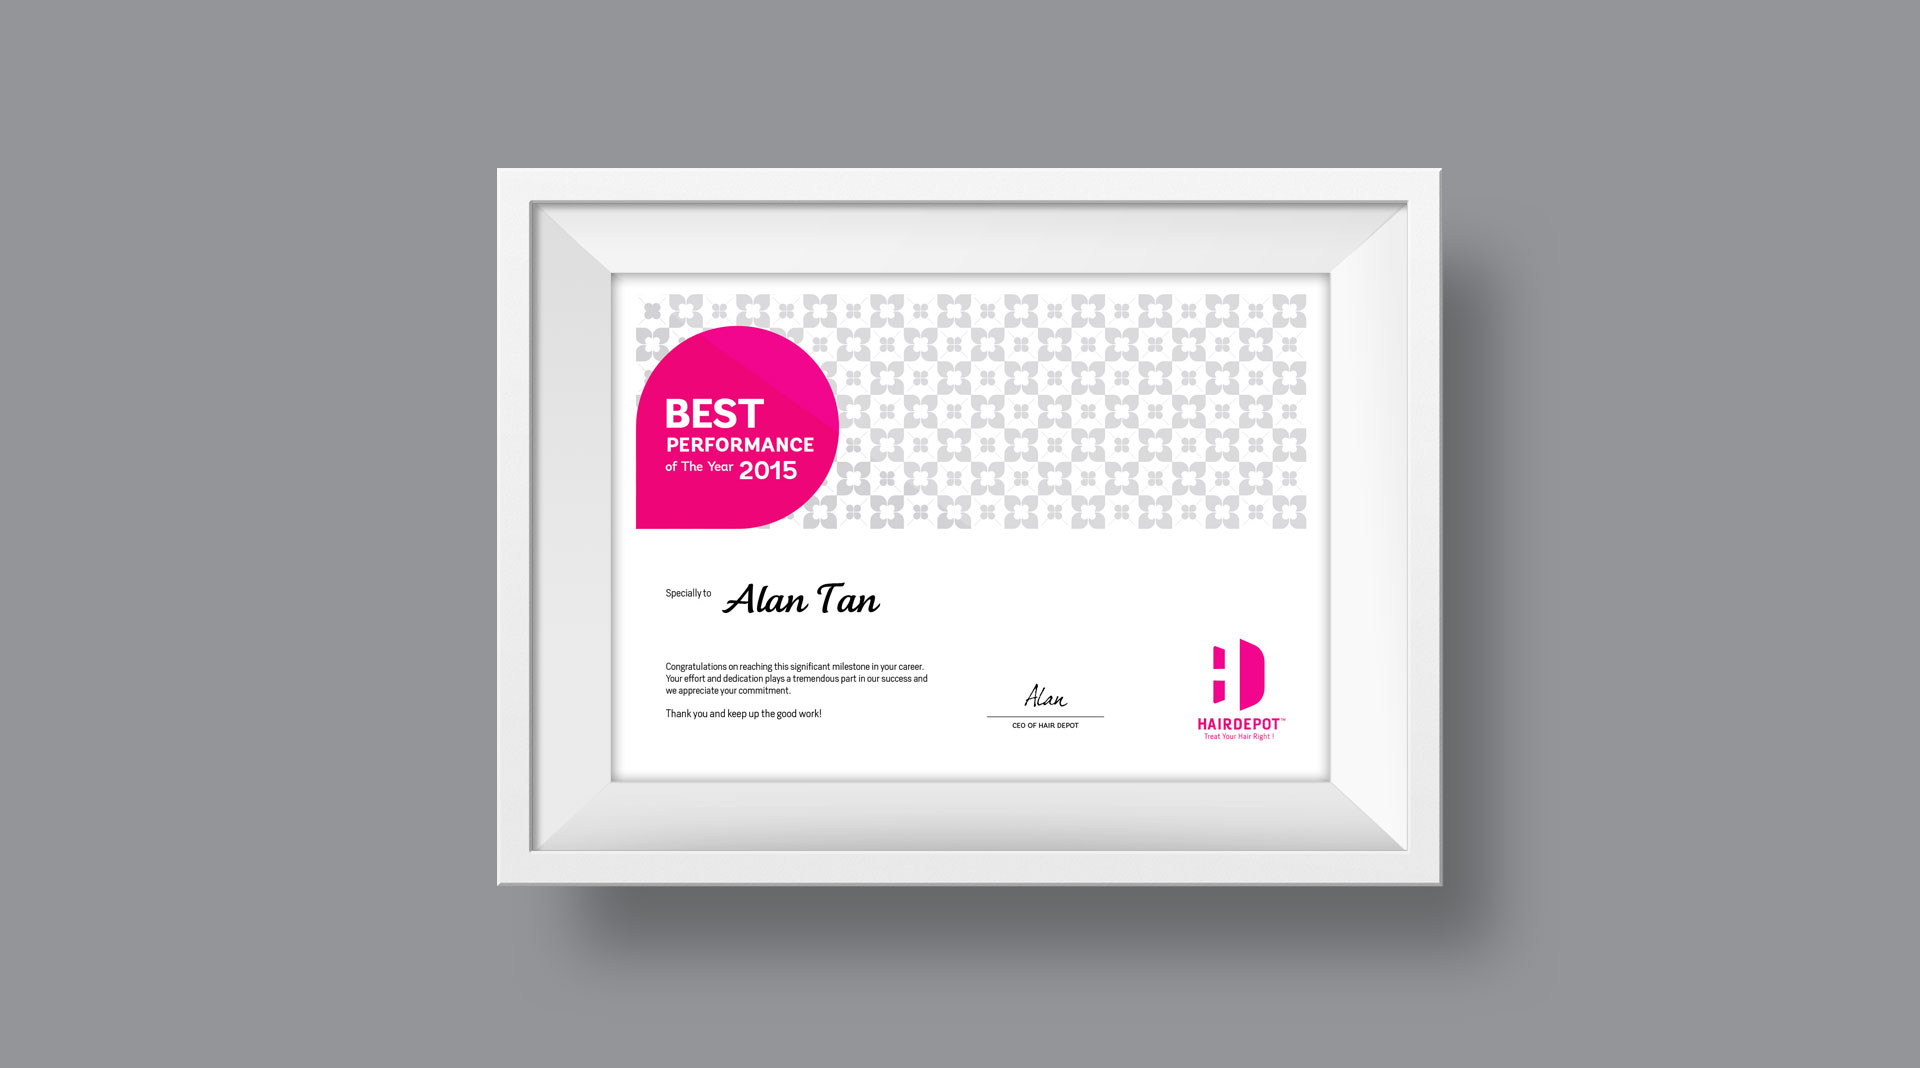 BEST
PERFORMANCE
of The Year 2015
Specially to Alan Tan
Congratulations on reaching this significant milestone in your career.
Your effort and dedication plays a tremendous part in our success and
we appreciate your commitment.
Thank you and keep up the good work!
Alan
CEO OF HAIR DEPOT
HAIRDEPOT™
Treat Your Hair Right !